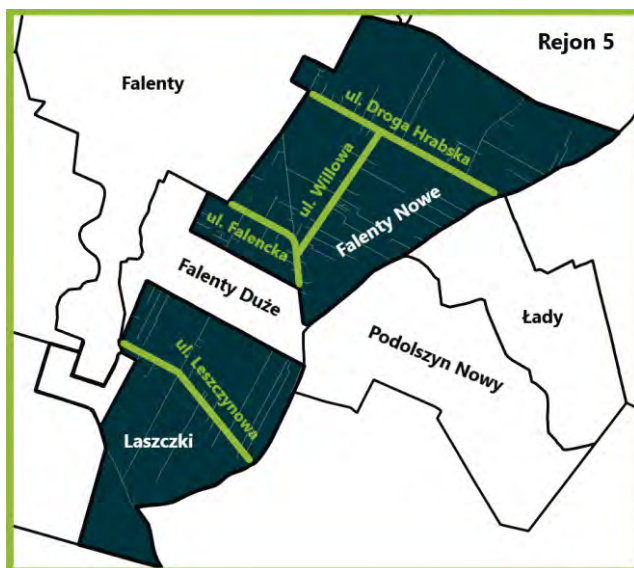 Rejon 5
Falenty
ul. Droga Hrabska
ul. Willowa
ul. Falencka
Falenty Nowe
Falenty Duże
Łady
Podolszyn Nowy
ul. Leszczynowa
Laszczki